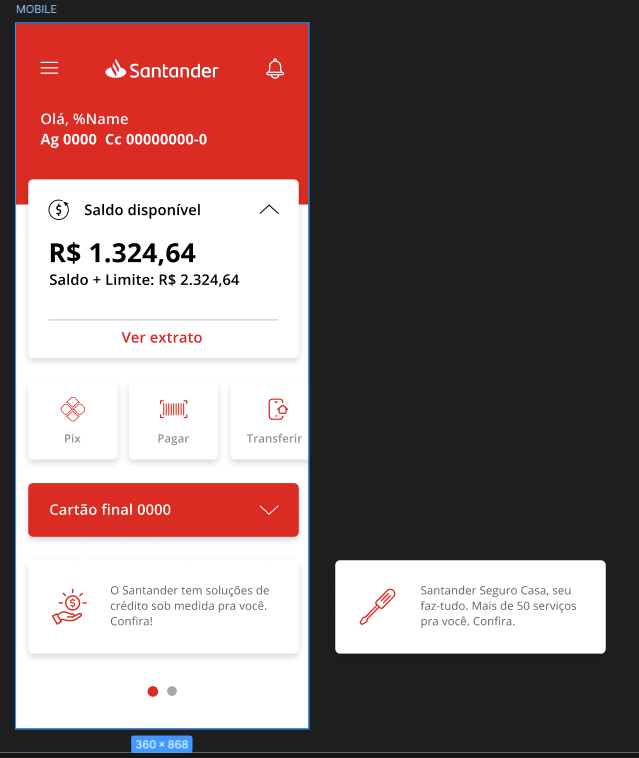 MOBILE
Santander
Olá, %Name
Ag 0000 Cc 00000000-0
Saldo disponível
R$ 1.324,64
Saldo + Limite: R$ 2.324,64
Ver extrato
Pix
Pagar
Transferir
Cartão final 0000
O Santander tem soluções de
crédito sob medida pra você.
Confira!
Santander Seguro Casa, seu
faz-tudo. Mais de 50 serviços
pra você. Confira.
360 × 868